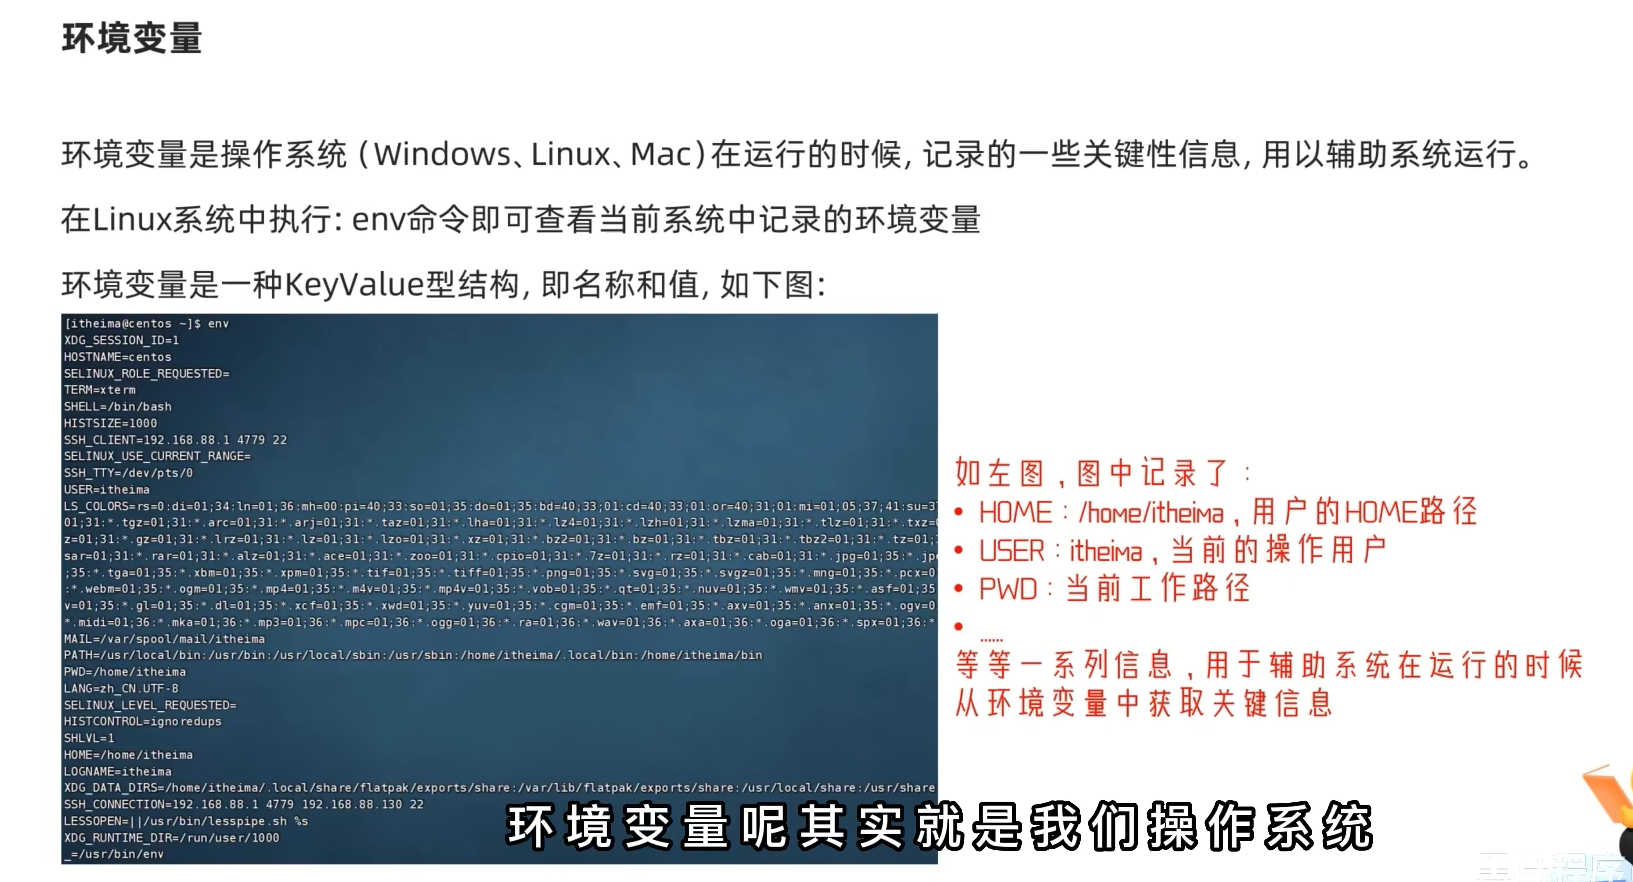 环境变量
环境变量是操作系统（Windows、Linux、Mac）在运行的时候，记录的一些关键性信息，用以辅助系统运行。
在Linux系统中执行：env命令即可查看当前系统中记录的环境变量
环境变量是一种KeyValue型结构，即名称和值，如下图：
[itheima@centos ~]$ env
XDG_SESSION_ID=1
HOSTNAME=centos
SELINUX_ROLE_REQUESTED=
TERM=xterm
SHELL=/bin/bash
HISTSIZE=1000
SSH_CLIENT=192.168.88.1 4779 22
SELINUX_USE_CURRENT_RANGE=
SSH_TTY=/dev/pts/0
USER=itheima
LS_COLORS=rs=0:di=01;34:ln=01;36:mh=00:pi=40;33:so=01;35:do=01;35:bd=40;33;01:cd=40;33;01:or=40;31;01:mi=01;05;37;41:su=37
01;31:*.tgz=01;31:*.arc=01;31:*.arj=01;31:*.taz=01;31:*.lha=01;31:*.lz4=01;31:*.lzh=01;31:*.lzma=01;31:*.tlz=01;31:*.txz=0
z=01;31:*.gz=01;31:*.lrz=01;31:*.lz=01;31:*.lzo=01;31:*.xz=01;31:*.bz2=01;31:*.bz=01;31:*.tbz=01;31:*.tbz2=01;31:*.tz=01;
sar=01;31:*.rar=01;31:*.alz=01;31:*.ace=01;31:*.zoo=01;31:*.cpio=01;31:*.7z=01;31:*.rz=01;31:*.cab=01;31:*.jpg=01;35:*.jpe
;35:*.tga=01;35:*.xbm=01;35:*.xpm=01;35:*.tif=01;35:*.tiff=01;35:*.png=01;35:*.svg=01;35:*.svgz=01;35:*.mng=01;35:*.pcx=0
:*.webm=01;35:*.ogm=01;35:*.mp4=01;35:*.m4v=01;35:*.mp4v=01;35:*.vob=01;35:*.qt=01;35:*.nuv=01;35:*.wmv=01;35:*.asf=01;35
v=01;35:*.gl=01;35:*.dl=01;35:*.xcf=01;35:*.xwd=01;35:*.yuv=01;35:*.cgm=01;35:*.emf=01;35:*.axv=01;35:*.anx=01;35:*.ogv=0
*.midi=01;36:*.mka=01;36:*.mp3=01;36:*.mpc=01;36:*.ogg=01;36:*.ra=01;36:*.wav=01;36:*.axa=01;36:*.oga=01;36:*.spx=01;36:*
MAIL=/var/spool/mail/itheima
PATH=/usr/local/bin:/usr/bin:/usr/local/sbin:/usr/sbin:/home/itheima/.local/bin:/home/itheima/bin
PWD=/home/itheima
LANG=zh_CN.UTF-8
SELINUX_LEVEL_REQUESTED=
HISTCONTROL=ignoredups
SHLVL=1
HOME=/home/itheima
LOGNAME=itheima
XDG_DATA_DIRS=/home/itheima/.local/share/flatpak/exports/share:/var/lib/flatpak/exports/share:/usr/local/share:/usr/share
SSH_CONNECTION=192.168.88.1 4779 192.168.88.130 22
LESSOPEN=||/usr/bin/lesspipe.sh %s
XDG_RUNTIME_DIR=/run/user/1000
_=/usr/bin/env
如左图，图中记录了：
• HOME：/home/itheima，用户的HOME路径
• USER：itheima，当前的操作用户
• PWD：当前工作路径
• ......
等等一系列信息，用于辅助系统在运行的时候
从环境变量中获取关键信息
环境变量呢其实就是我们操作系统